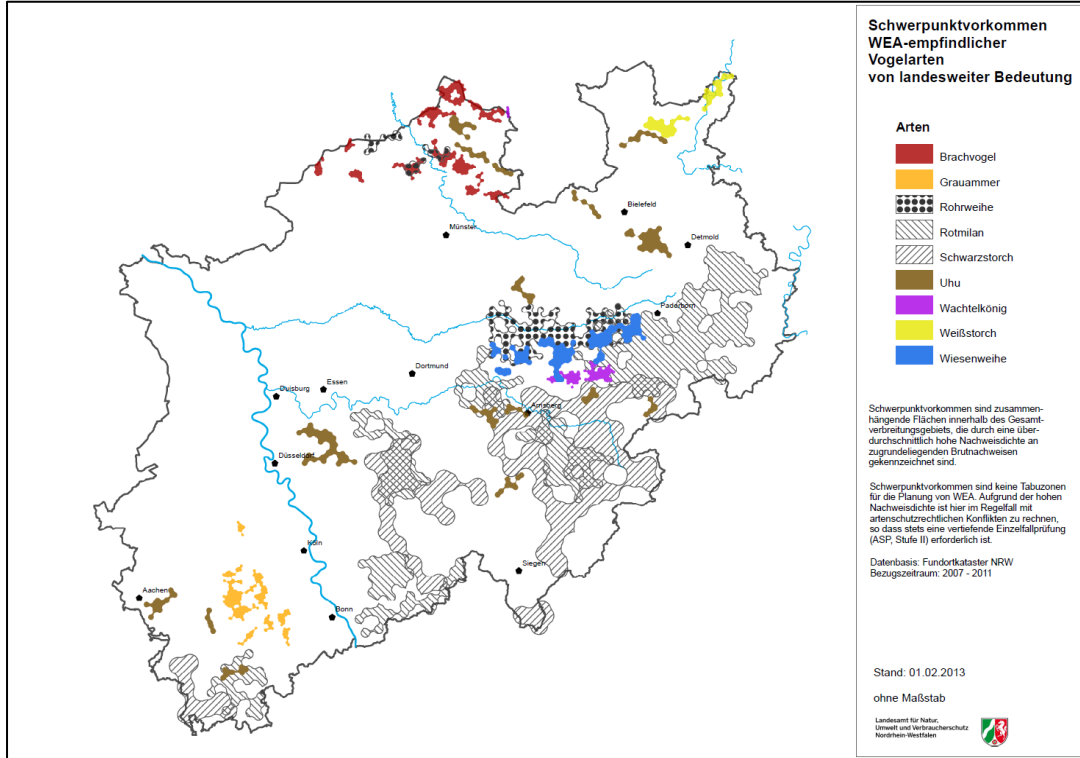 Schwerpunktvorkommen
WEA-empfindlicher
Vogelarten
von landesweiter Bedeutung
Arten
Brachvogel
Grauammer
Rohrweihe
Rotmilan
Schwarzstorch
Uhu
Wachtelkönig
Weißstorch
Wiesenweihe
Schwerpunktvorkommen sind zusammen-
hängende Flächen innerhalb des Gesamt-
verbreitungsgebiets, die durch eine über-
durchschnittlich hohe Nachweisdichte an
zugrundeliegenden Brutnachweisen
gekennzeichnet sind.
Schwerpunktvorkommen sind keine Tabuzonen
für die Planung von WEA. Aufgrund der hohen
Nachweisdichte ist hier im Regelfall mit
artenschutzrechtlichen Konflikten zu rechnen,
so dass stets eine vertiefende Einzelfallprüfung
(ASP, Stufe II) erforderlich ist.
Datenbasis: Fundortkataster NRW
Bezugszeitraum: 2007 - 2011
Stand: 01.02.2013
ohne Maßstab
Landesamt für Natur,
Umwelt und Verbraucherschutz
Nordrhein-Westfalen
Bielefeld
Münster
Detmold
Paderborn
Dortmund
Essen
Duisburg
Arnsberg
Düsseldorf
Köln
Siegen
Aachen
Bonn